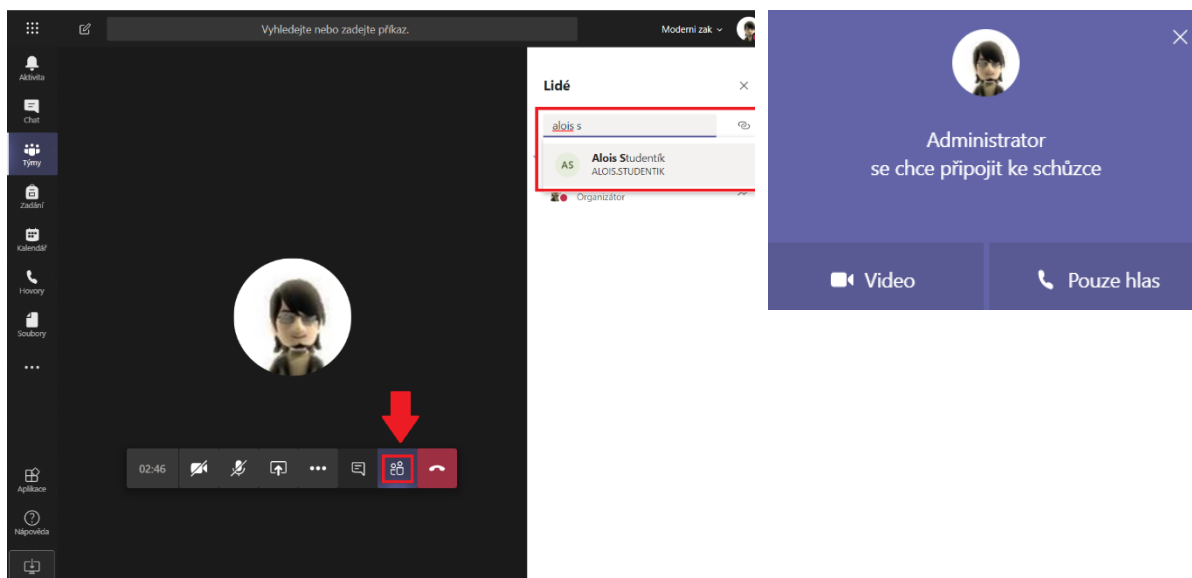 Vyhledejte nebo zadejte příkaz.
Moderni zak
Aktivita
Chat
Týmy
Zadání
Kalendář
Hovory
Soubory
Aplikace
Nápověda
02:46
Lidé
alois s
AS
Alois Studentík
ALOIS.STUDENTIK
Organizátor
Administrator
se chce připojit ke schůzce
Video
Pouze hlas